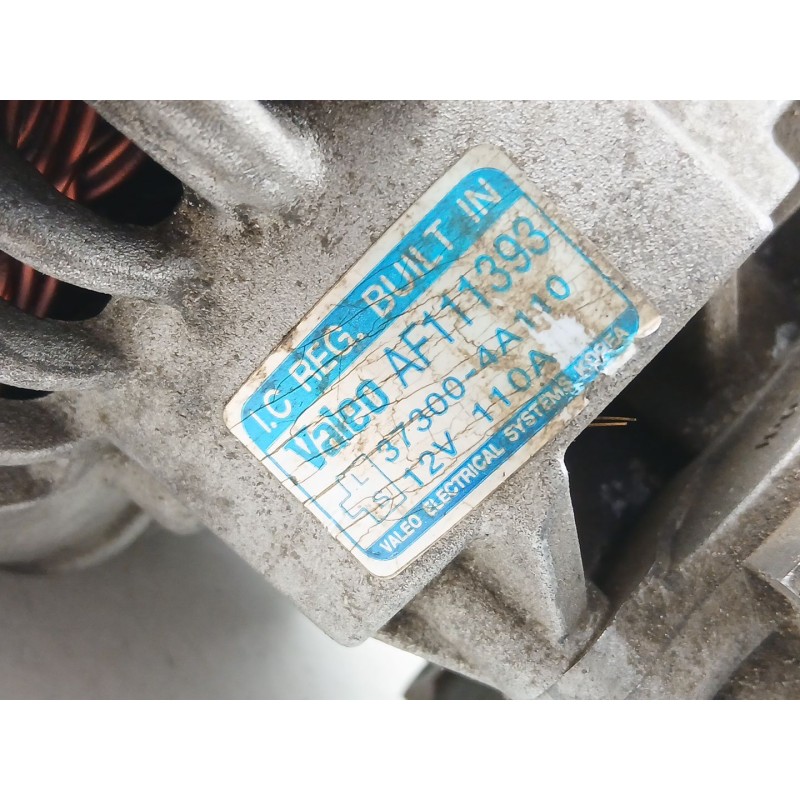 I.C REG. BUILT IN
Valeo AF111393
37300-4A110
12V 110A
L
S
VALEO ELECTRICAL SYSTEMS KOREA